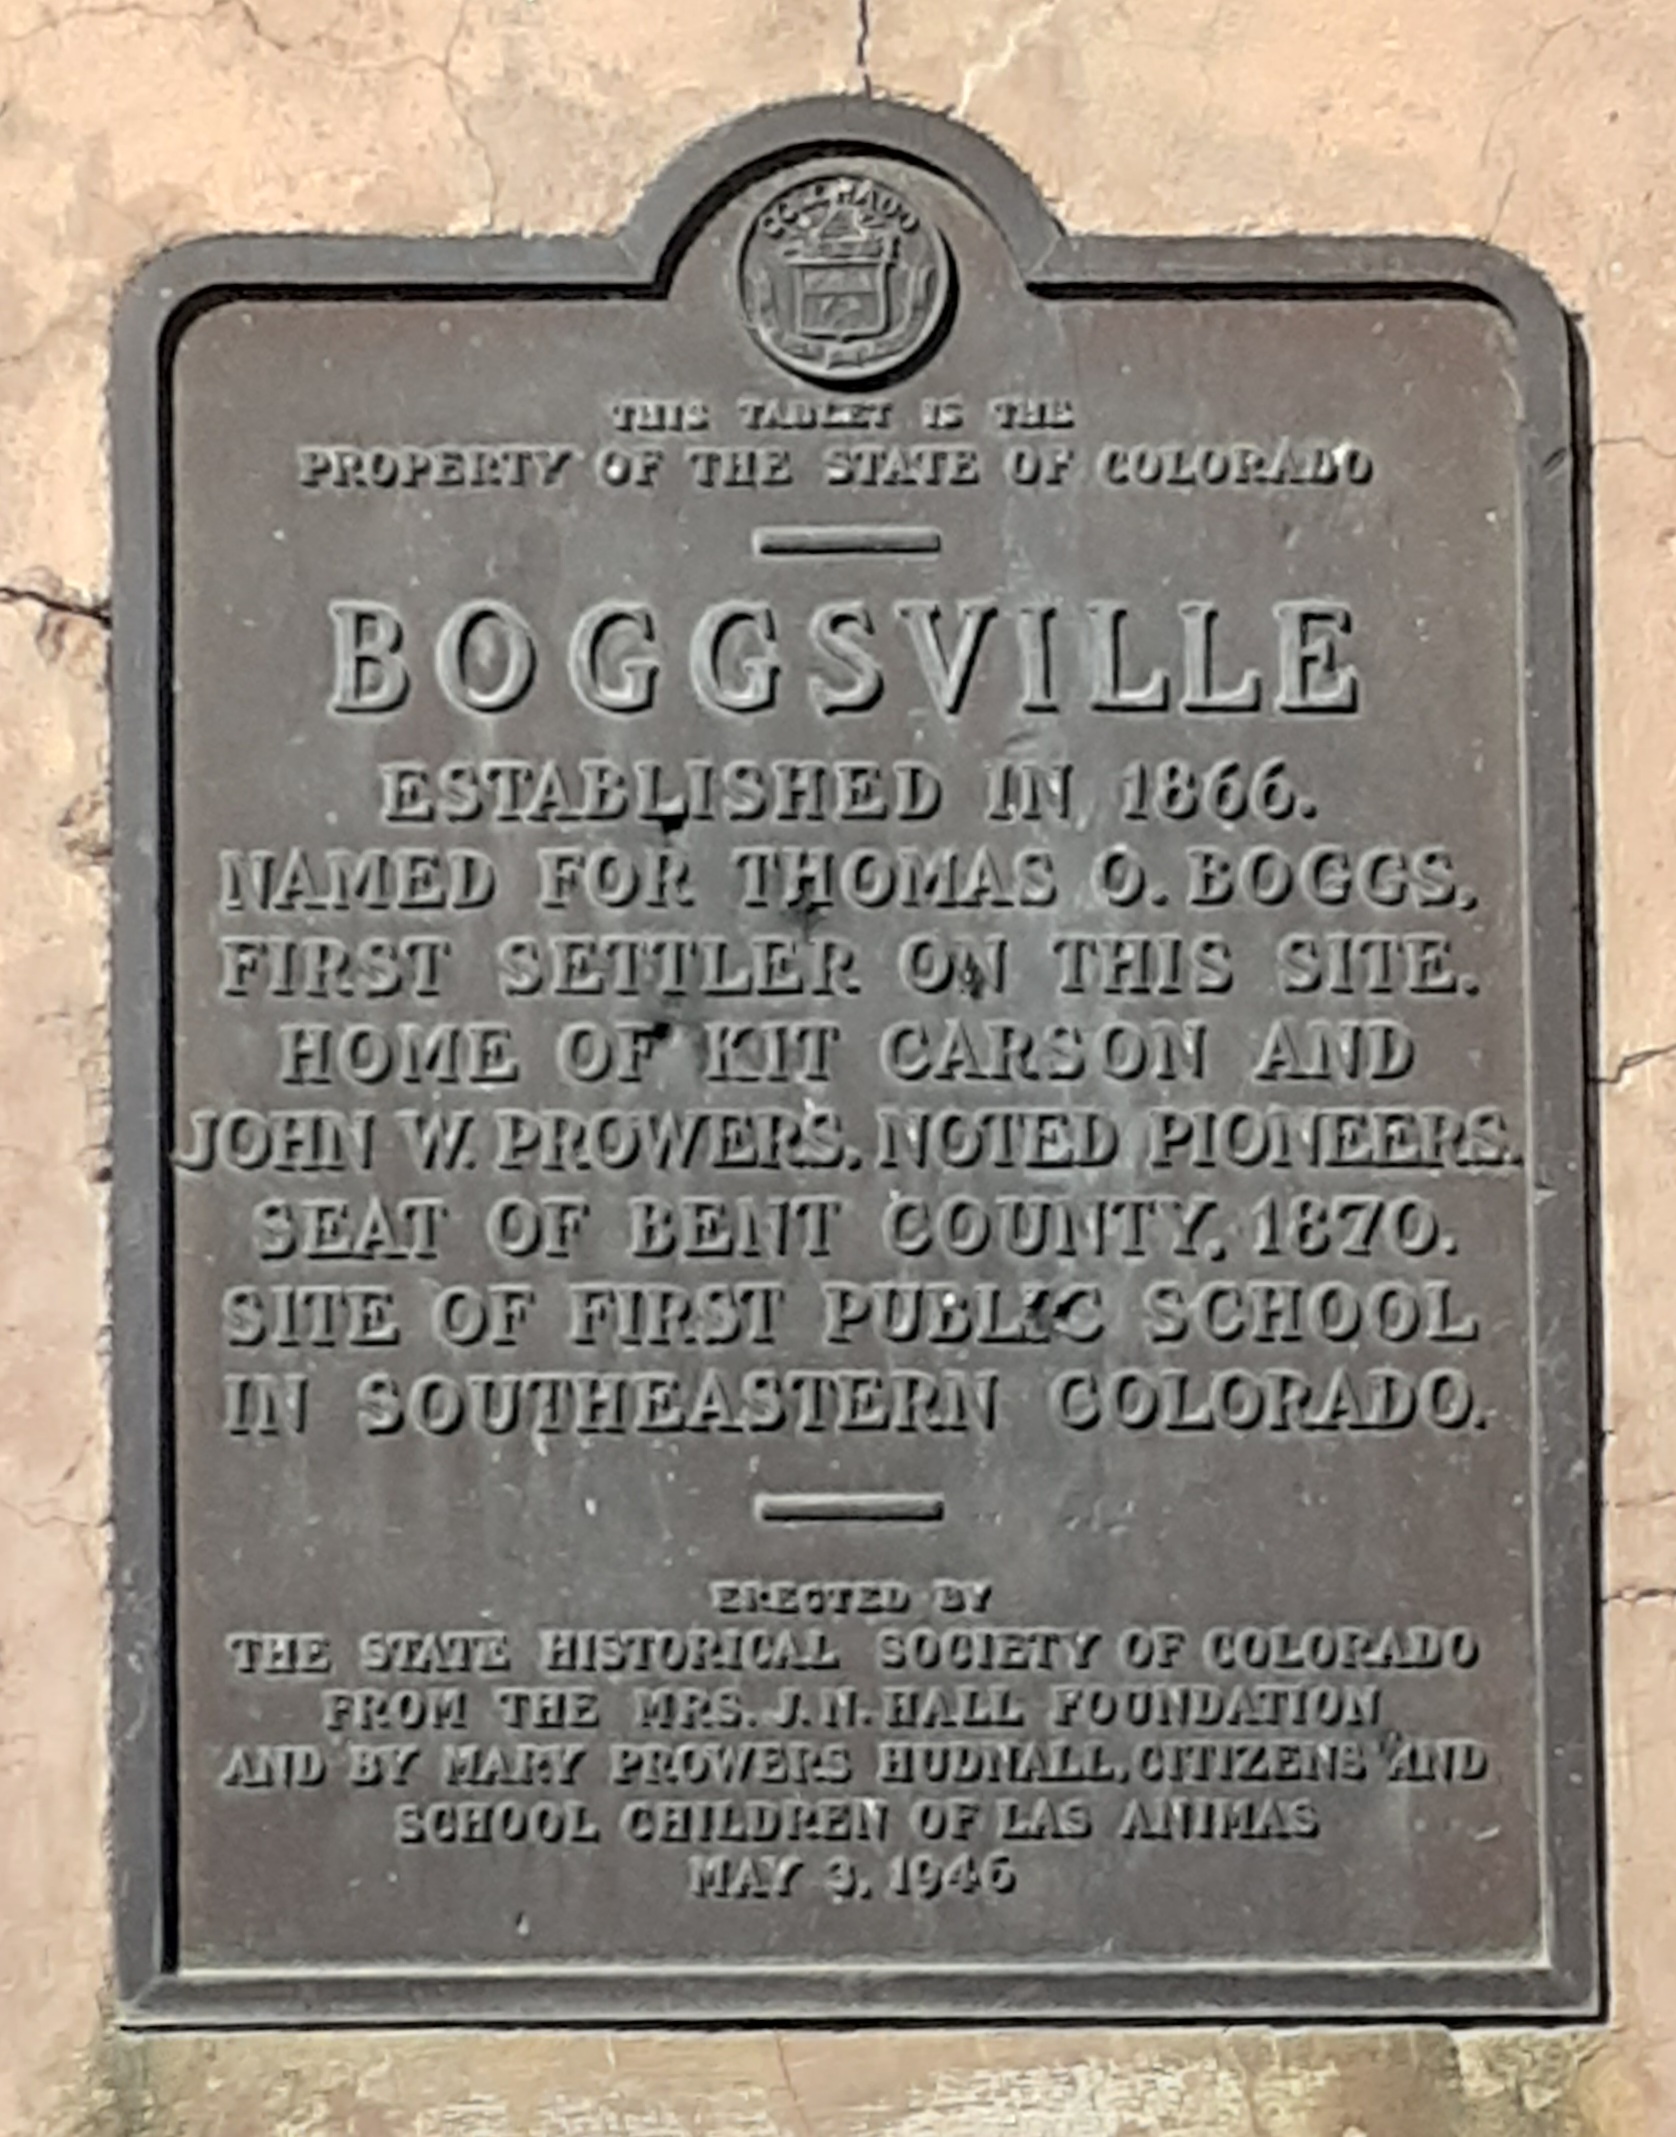 COLORADO
THIS TABLET IS THE
PROPERTY OF THE STATE OF COLORADO
BOGGSVILLE
ESTABLISHED IN 1866.
NAMED FOR THOMAS O. BOGGS,
FIRST SETTLER ON THIS SITE.
HOME OF KIT CARSON AND
JOHN W. PROWERS, NOTED PIONEERS.
SEAT OF BENT COUNTY, 1870.
SITE OF FIRST PUBLIC SCHOOL
IN SOUTHEASTERN COLORADO.
ERECTED BY
THE STATE HISTORICAL SOCIETY OF COLORADO
FROM THE MRS. J. N. HALL FOUNDATION
AND BY MARY PROWERS HUDNALL, CITIZENS AND
SCHOOL CHILDREN OF LAS ANIMAS
MAY 3, 1946